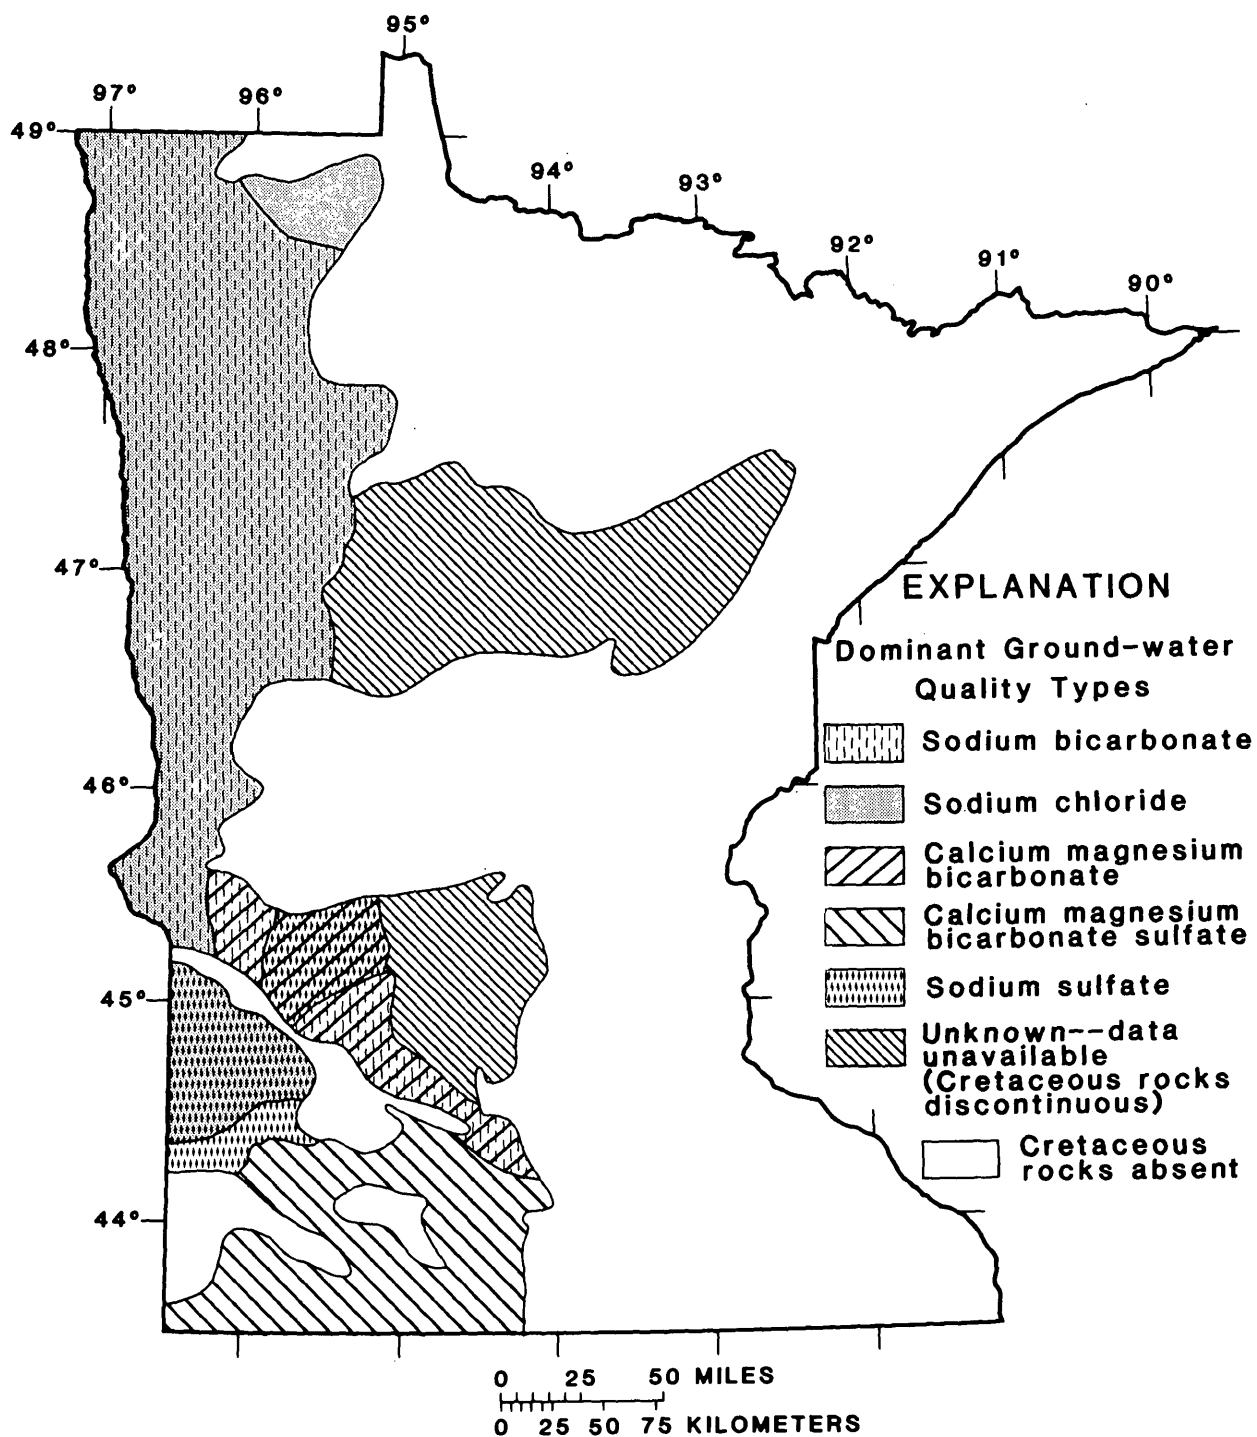 95°
97° 96°
49°
94° 93°
92° 91° 90°
48°
47°
EXPLANATION
Dominant Ground-water
Quality Types
Sodium bicarbonate
46°
Sodium chloride
Calcium magnesium
bicarbonate
Calcium magnesium
bicarbonate sulfate
45°
Sodium sulfate
Unknown--data
unavailable
(Cretaceous rocks
discontinuous)
Cretaceous
rocks absent
44°
0 25 50 MILES
0 25 50 75 KILOMETERS